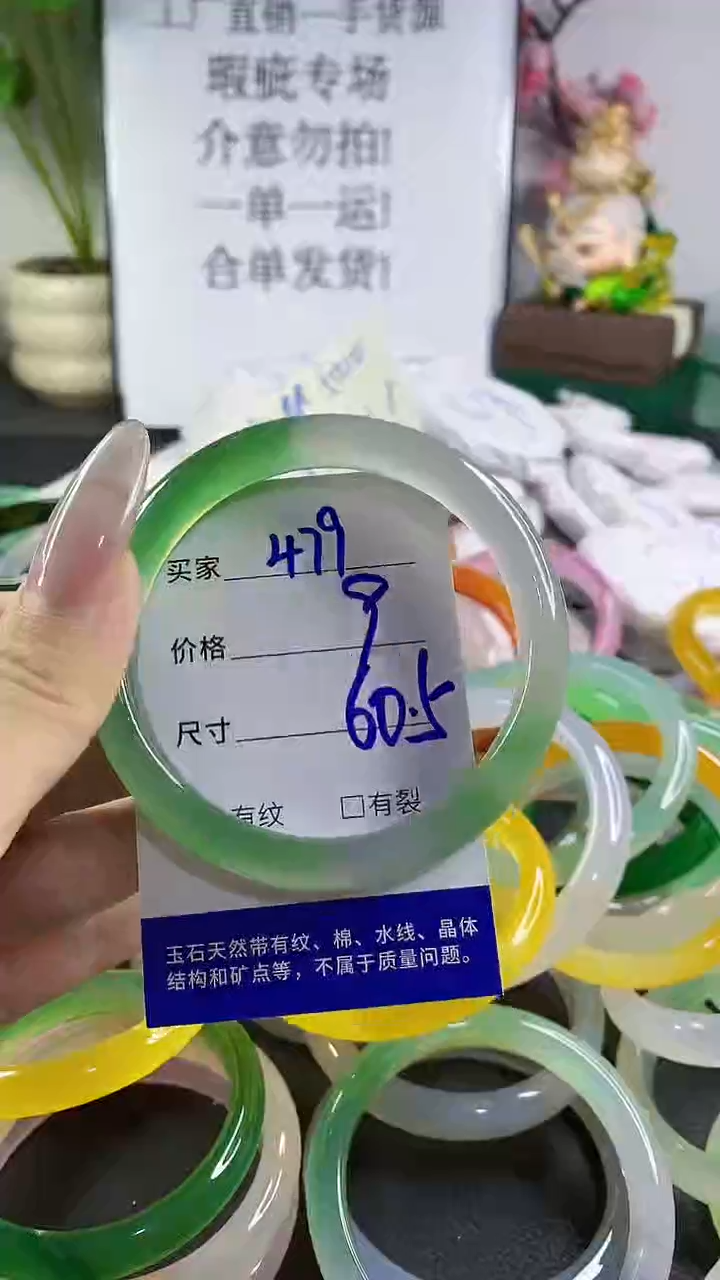 工厂直销一手货源
瑕疵专场
介意勿拍!
一单一运!
合单发货!
买家 479
价格 9
尺寸 60.5
有纹 □有裂
玉石天然带有纹、棉、水线、晶体
结构和矿点等，不属于质量问题。